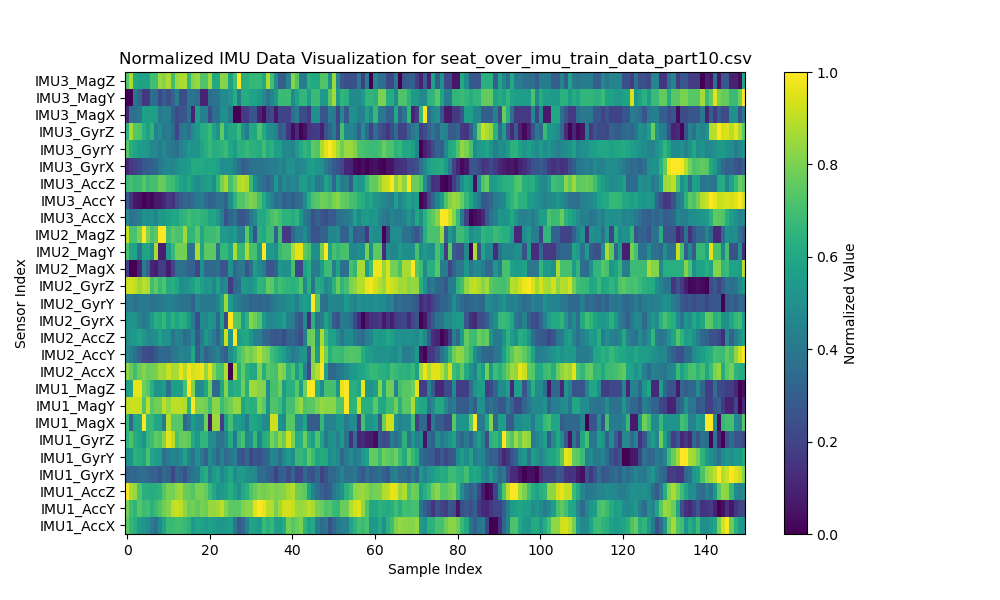 Normalized IMU Data Visualization for seat_over_imu_train_data_part10.csv
IMU3_MagZ
IMU3_MagY
IMU3_MagX
IMU3_GyrZ
IMU3_GyrY
IMU3_GyrX
IMU3_AccZ
IMU3_AccY
IMU3_AccX
IMU2_MagZ
IMU2_MagY
IMU2_MagX
IMU2_GyrZ
IMU2_GyrY
IMU2_GyrX
IMU2_AccZ
IMU2_AccY
IMU2_AccX
IMU1_MagZ
IMU1_MagY
IMU1_MagX
IMU1_GyrZ
IMU1_GyrY
IMU1_GyrX
IMU1_AccZ
IMU1_AccY
IMU1_AccX
Sensor Index
0 20 40 60 80 100 120 140
Sample Index
1.0
0.8
0.6
0.4
0.2
0.0
Normalized Value